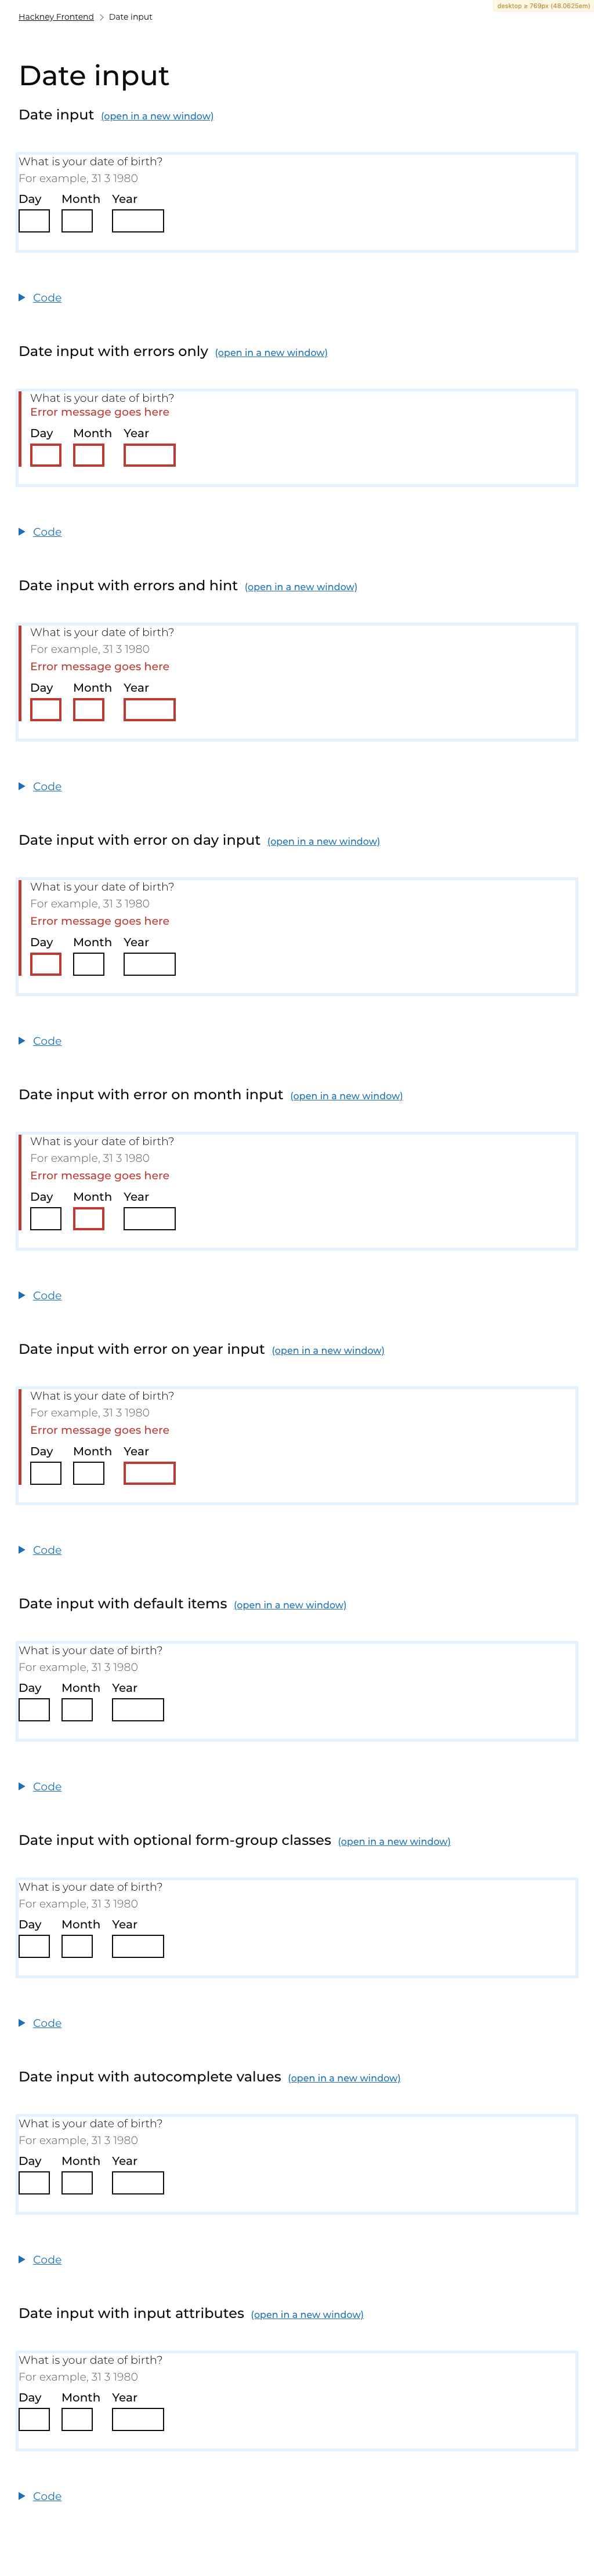 desktop ≥ 769px (48.0625em)
Hackney Frontend > Date input
Date input
Date input (open in a new window)
What is your date of birth?
For example, 31 3 1980
Day Month Year
Code
Date input with errors only (open in a new window)
What is your date of birth?
Error message goes here
Day Month Year
Code
Date input with errors and hint (open in a new window)
What is your date of birth?
For example, 31 3 1980
Error message goes here
Day Month Year
Code
Date input with error on day input (open in a new window)
What is your date of birth?
For example, 31 3 1980
Error message goes here
Day Month Year
Code
Date input with error on month input (open in a new window)
What is your date of birth?
For example, 31 3 1980
Error message goes here
Day Month Year
Code
Date input with error on year input (open in a new window)
What is your date of birth?
For example, 31 3 1980
Error message goes here
Day Month Year
Code
Date input with default items (open in a new window)
What is your date of birth?
For example, 31 3 1980
Day Month Year
Code
Date input with optional form-group classes (open in a new window)
What is your date of birth?
For example, 31 3 1980
Day Month Year
Code
Date input with autocomplete values (open in a new window)
What is your date of birth?
For example, 31 3 1980
Day Month Year
Code
Date input with input attributes (open in a new window)
What is your date of birth?
For example, 31 3 1980
Day Month Year
Code